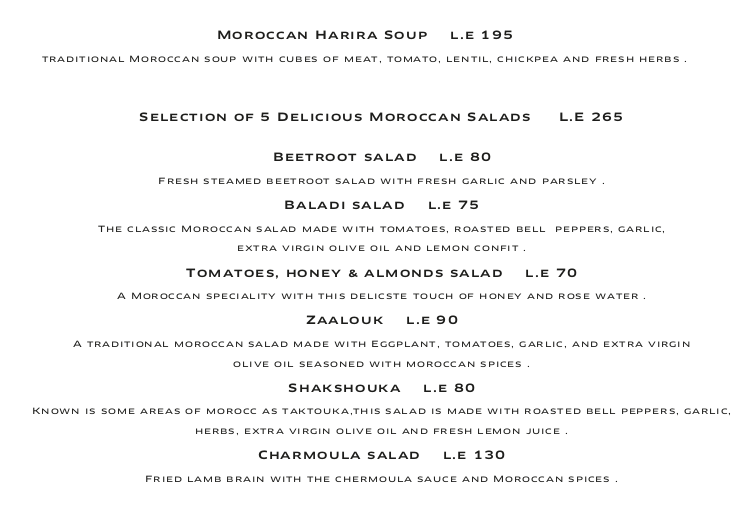 Moroccan Harira Soup L.E 195
traditional Moroccan soup with cubes of meat, tomato, lentil, chickpea and fresh herbs .
Selection of 5 Delicious Moroccan Salads L.E 265
Beetroot salad L.E 80
Fresh steamed beetroot salad with fresh garlic and parsley .
Baladi salad L.E 75
The classic Moroccan salad made with tomatoes, roasted bell peppers, garlic,
extra virgin olive oil and lemon confit .
Tomatoes, honey & almonds salad L.E 70
A Moroccan speciality with this delicste touch of honey and rose water .
Zaalouk L.E 90
A traditional moroccan salad made with Eggplant, tomatoes, garlic, and extra virgin
olive oil seasoned with moroccan spices .
Shakshouka L.E 80
Known is some areas of morocc as taktouka,this salad is made with roasted bell peppers, garlic,
herbs, extra virgin olive oil and fresh lemon juice .
Charmoula salad L.E 130
Fried lamb brain with the chermoula sauce and Moroccan spices .